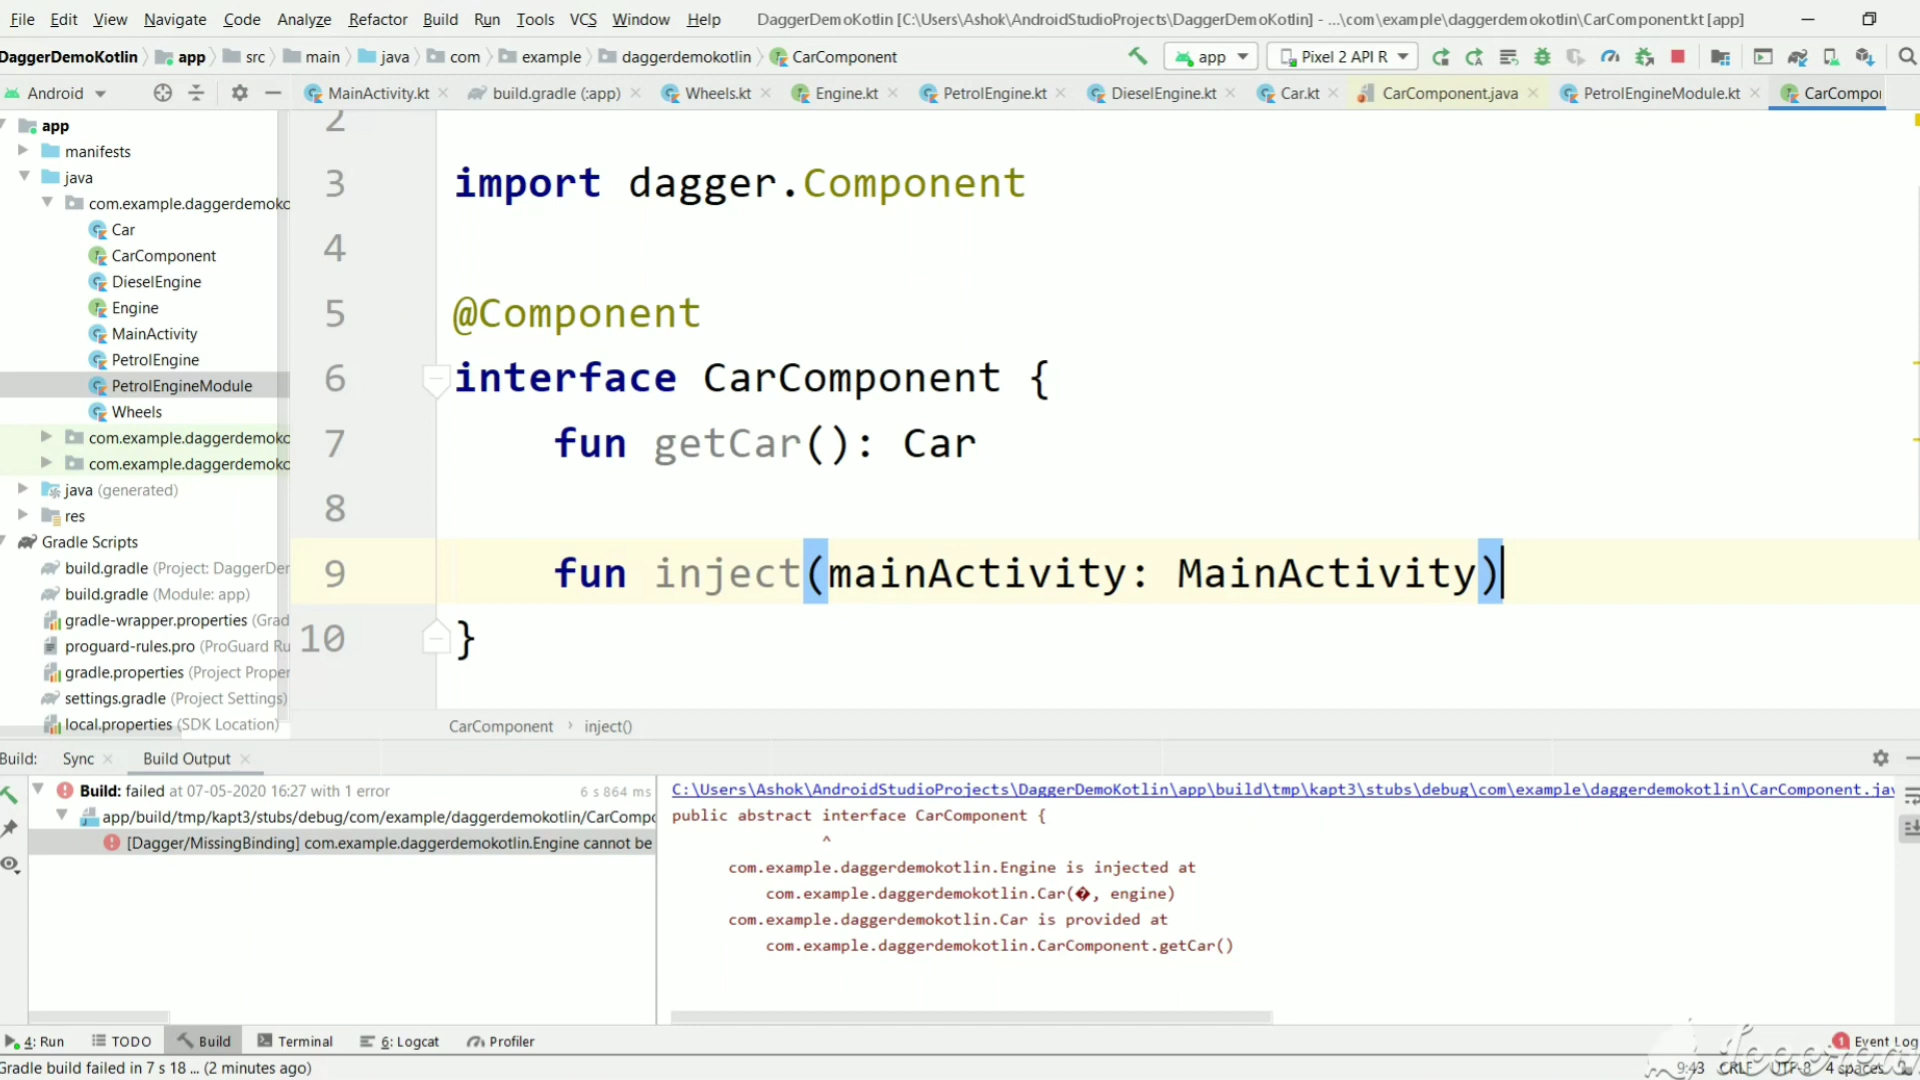 File Edit View Navigate Code Analyze Refactor Build Run Tools VCS Window Help DaggerDemoKotlin [C:\Users\Ashok\AndroidStudioProjects\DaggerDemoKotlin] - ...\com\example\daggerdemokotlin\CarComponent.kt [app]
DaggerDemoKotlin app src main java com example daggerdemokotlin CarComponent app Pixel 2 API R
Android MainActivity.kt build.gradle (:app) Wheels.kt Engine.kt PetrolEngine.kt DieselEngine.kt Car.kt CarComponent.java PetrolEngineModule.kt CarCompo
app
manifests
java
com.example.daggerdemoko
Car
CarComponent
DieselEngine
Engine
MainActivity
PetrolEngine
PetrolEngineModule
Wheels
com.example.daggerdemoko
com.example.daggerdemoko
java (generated)
res
Gradle Scripts
build.gradle (Project: DaggerDer
build.gradle (Module: app)
gradle-wrapper.properties (Grad
proguard-rules.pro (ProGuard Ru
gradle.properties (Project Proper
settings.gradle (Project Settings)
local.properties (SDK Location)
2
3 import dagger.Component
4
5 @Component
6 interface CarComponent {
7 fun getCar(): Car
8
9 fun inject(mainActivity: MainActivity)
10 }
CarComponent inject()
Build: Sync Build Output
Build: failed at 07-05-2020 16:27 with 1 error 6 s 864 ms
app/build/tmp/kapt3/stubs/debug/com/example/daggerdemokotlin/CarCompo
[Dagger/MissingBinding] com.example.daggerdemokotlin.Engine cannot be
C:\Users\Ashok\AndroidStudioProjects\DaggerDemoKotlin\app\build\tmp\kapt3\stubs\debug\com\example\daggerdemokotlin\CarComponent.jav
public abstract interface CarComponent {
^
com.example.daggerdemokotlin.Engine is injected at
com.example.daggerdemokotlin.Car(�, engine)
com.example.daggerdemokotlin.Car is provided at
com.example.daggerdemokotlin.CarComponent.getCar()
4: Run TODO Build Terminal 6: Logcat Profiler 1 Event Log
Gradle build failed in 7 s 18 ... (2 minutes ago) 9:43 CRLF UTF-8 4 spaces